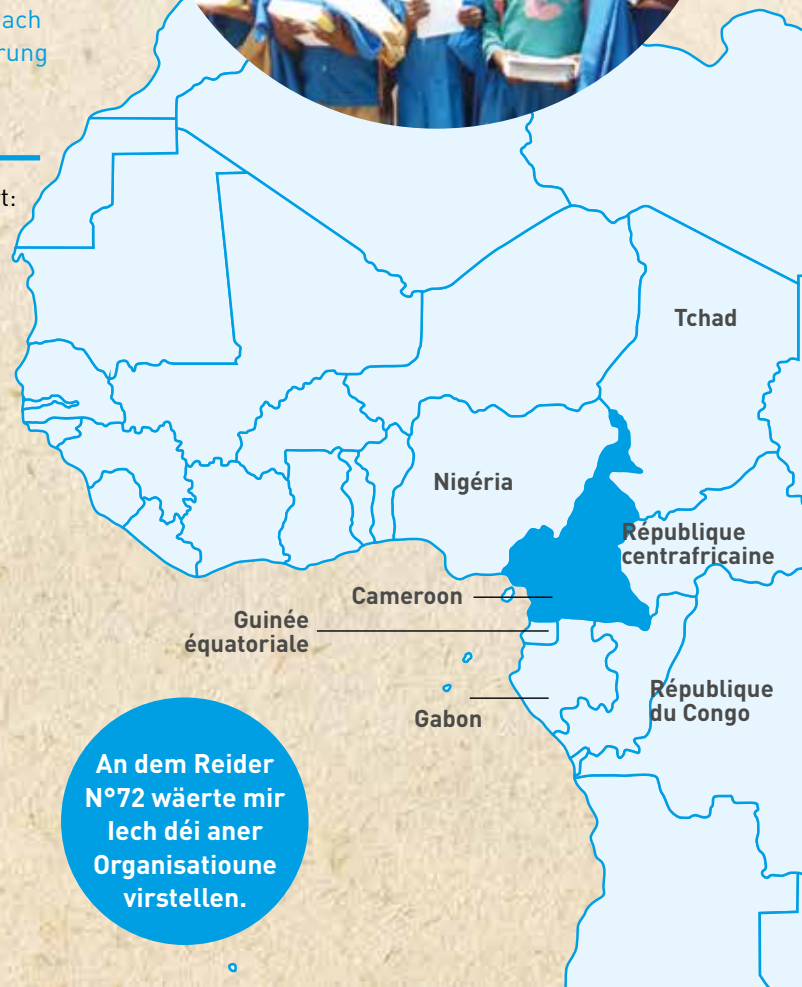 ach
rung
t:
Tchad
Nigéria
République
centrafricaine
Cameroon
Guinée
équatoriale
République
du Congo
Gabon
An dem Reider
N°72 wäerte mir
Iech déi aner
Organisatioune
virstellen.